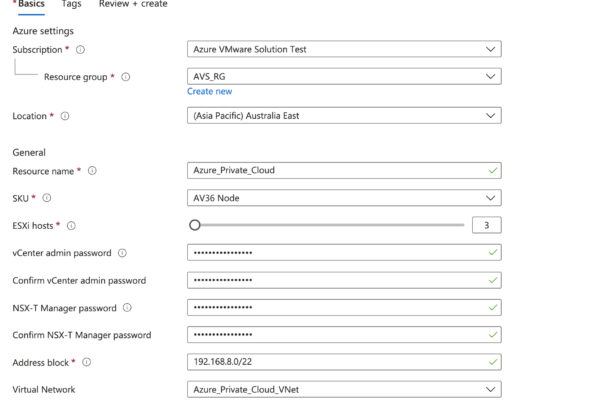 * Basics Tags Review + create
Azure settings
Subscription * Azure VMware Solution Test
Resource group * AVS_RG
Create new
Location * (Asia Pacific) Australia East
General
Resource name * Azure_Private_Cloud
SKU * AV36 Node
ESXi hosts * 3
vCenter admin password ••••••••••••••••
Confirm vCenter admin password ••••••••••••••••
NSX-T Manager password ••••••••••••••••
Confirm NSX-T Manager password ••••••••••••••••
Address block * 192.168.8.0/22
Virtual Network Azure_Private_Cloud_VNet